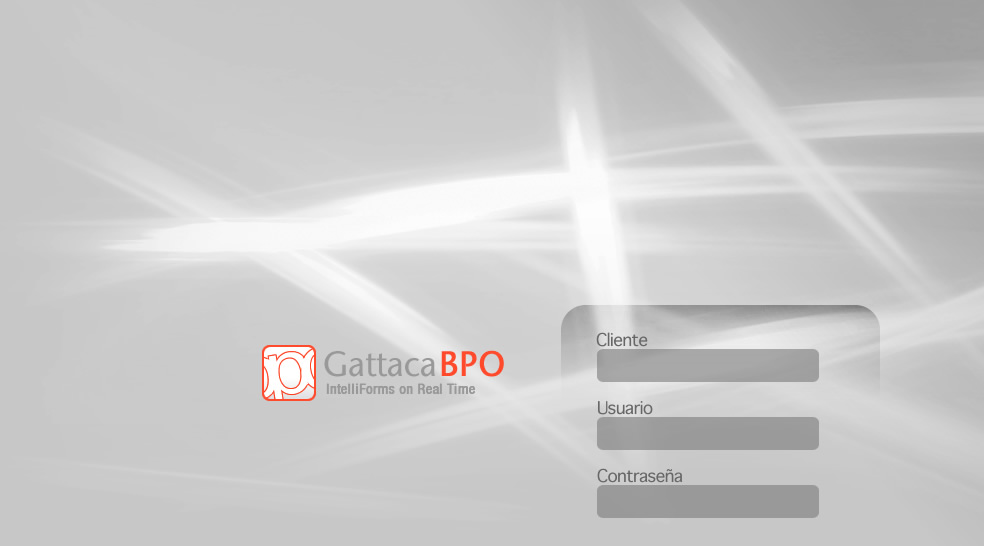 GattacaBPO
IntelliForms on Real Time
Cliente
Usuario
Contraseña